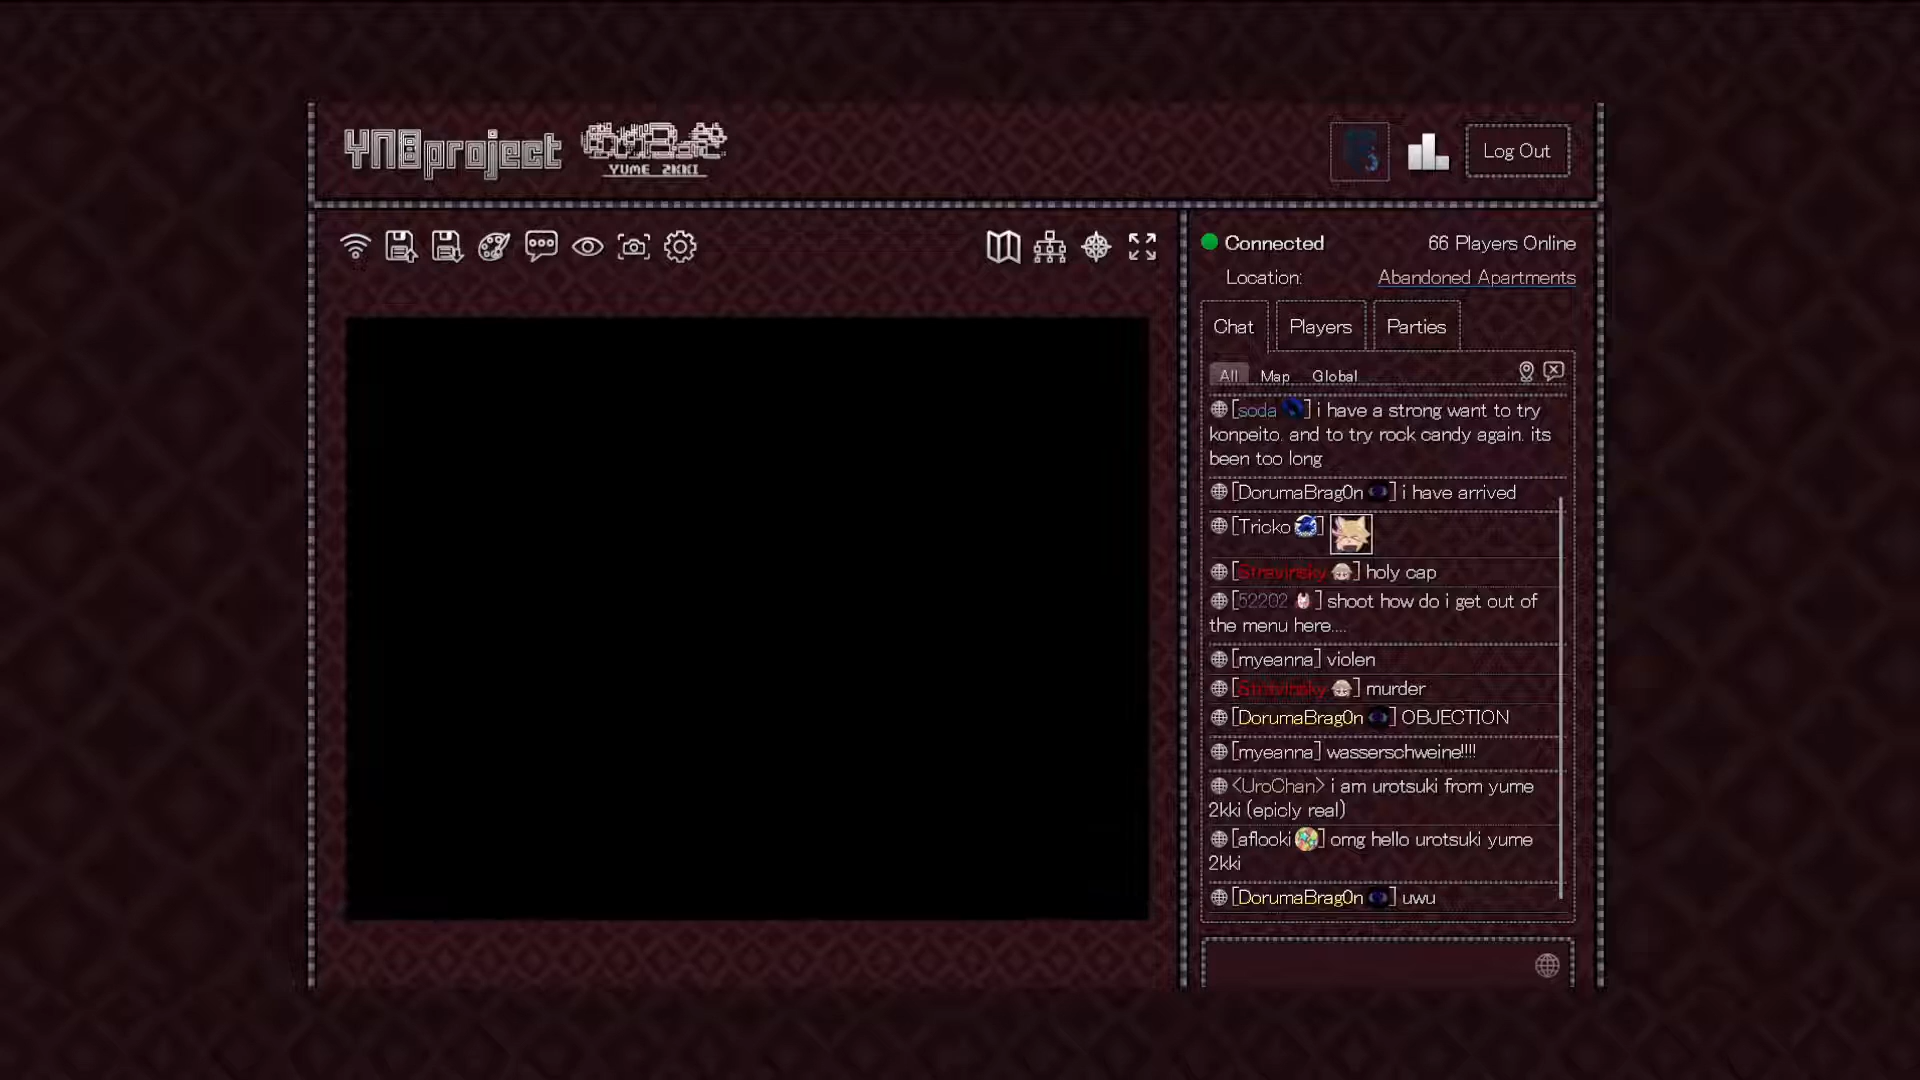 YNOproject
YUME 2KKI
Log Out
Connected
66 Players Online
Location:
Abandoned Apartments
Chat
Players
Parties
All
Map
Global
[soda] i have a strong want to try
konpeito. and to try rock candy again. its
been too long
[DorumaBrag0n] i have arrived
[Tricko]
[Stravinsky] holy cap
[52202] shoot how do i get out of
the menu here....
[myeanna] violen
[Stravinsky] murder
[DorumaBrag0n] OBJECTION
[myeanna] wasserschweine!!!!
<UroChan> i am urotsuki from yume
2kki (epicly real)
[aflooki] omg hello urotsuki yume
2kki
[DorumaBrag0n] uwu